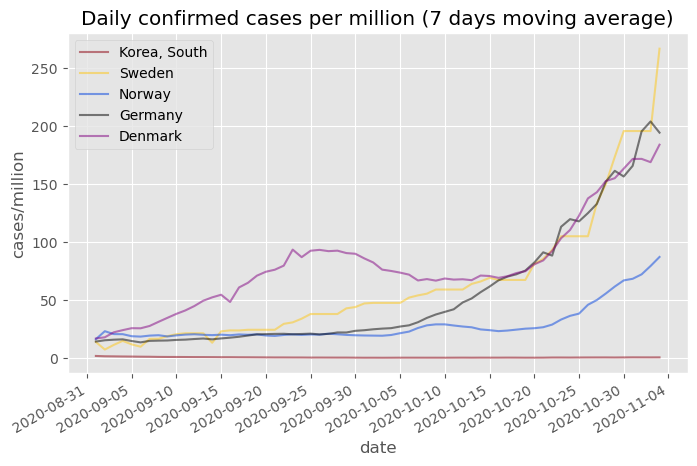 Daily confirmed cases per million (7 days moving average)
Korea, South
Sweden
Norway
Germany
Denmark
cases/million
250
200
150
100
50
0
2020-08-31
2020-09-05
2020-09-10
2020-09-15
2020-09-20
2020-09-25
2020-09-30
2020-10-05
2020-10-10
2020-10-15
2020-10-20
2020-10-25
2020-10-30
2020-11-04
date